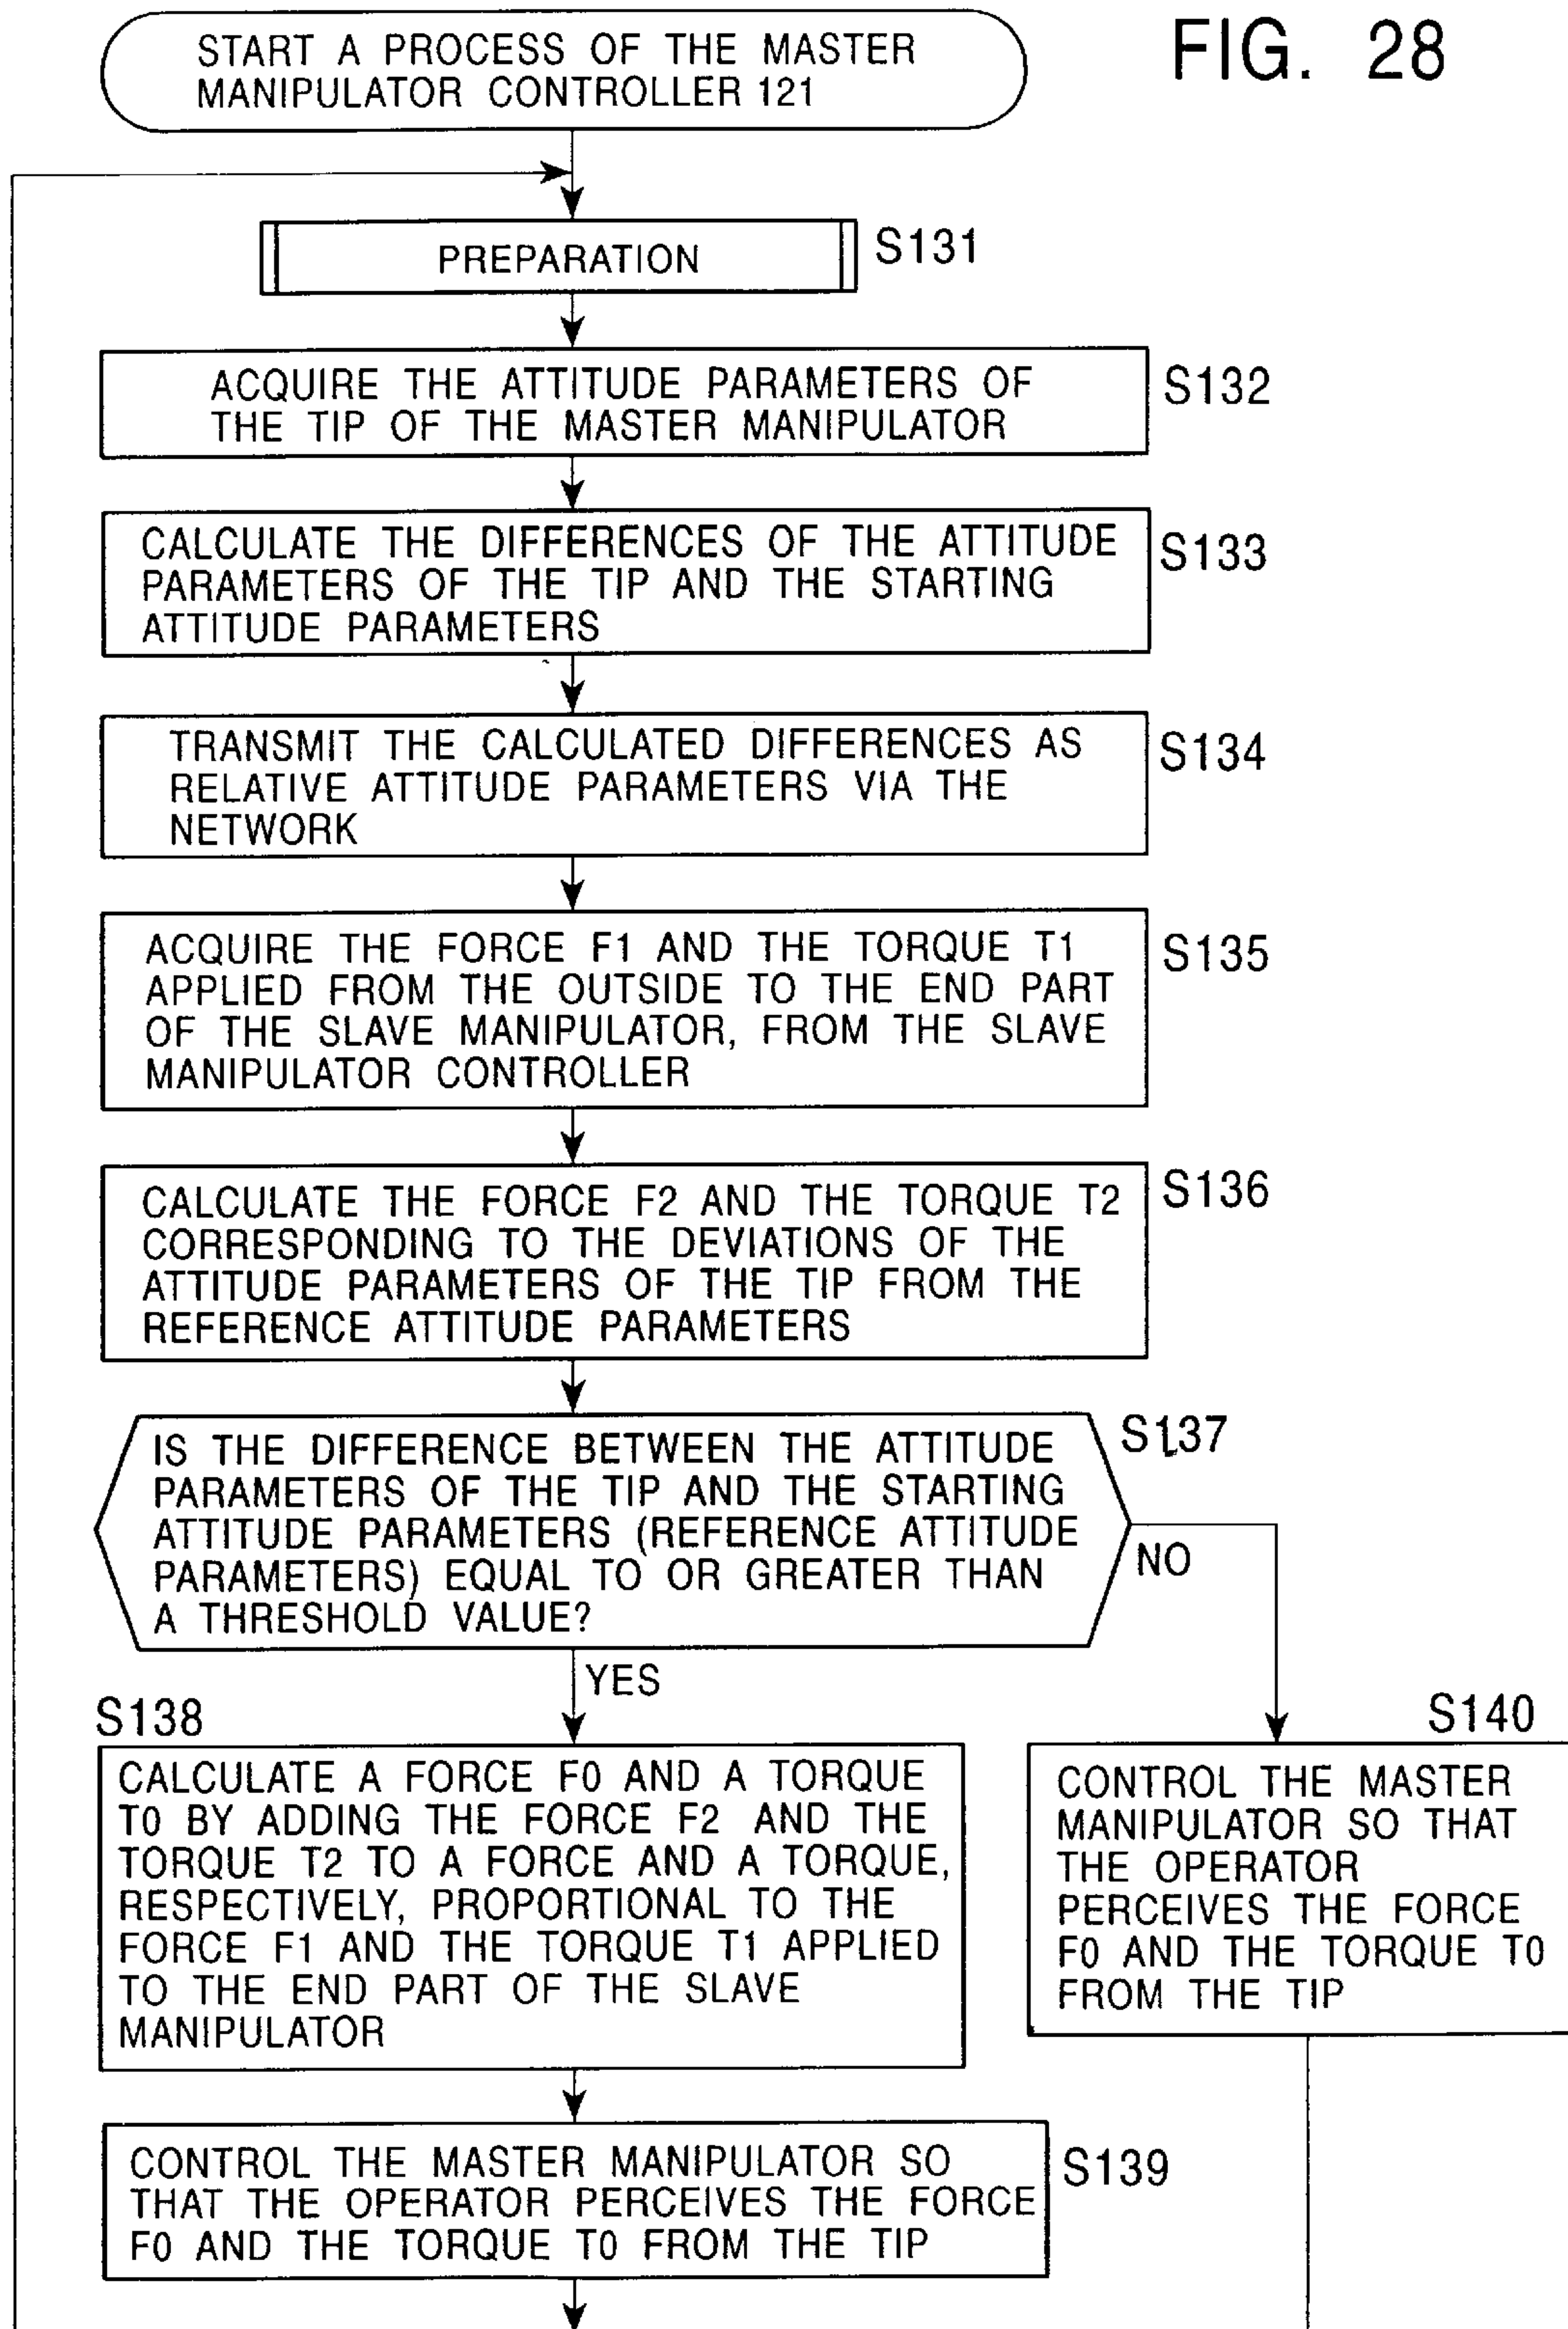 FIG. 28
START A PROCESS OF THE MASTER
MANIPULATOR CONTROLLER 121
PREPARATION
S131
ACQUIRE THE ATTITUDE PARAMETERS OF
THE TIP OF THE MASTER MANIPULATOR
S132
CALCULATE THE DIFFERENCES OF THE ATTITUDE
PARAMETERS OF THE TIP AND THE STARTING
ATTITUDE PARAMETERS
S133
TRANSMIT THE CALCULATED DIFFERENCES AS
RELATIVE ATTITUDE PARAMETERS VIA THE
NETWORK
S134
ACQUIRE THE FORCE F1 AND THE TORQUE T1
APPLIED FROM THE OUTSIDE TO THE END PART
OF THE SLAVE MANIPULATOR, FROM THE SLAVE
MANIPULATOR CONTROLLER
S135
CALCULATE THE FORCE F2 AND THE TORQUE T2
CORRESPONDING TO THE DEVIATIONS OF THE
ATTITUDE PARAMETERS OF THE TIP FROM THE
REFERENCE ATTITUDE PARAMETERS
S136
IS THE DIFFERENCE BETWEEN THE ATTITUDE
PARAMETERS OF THE TIP AND THE STARTING
ATTITUDE PARAMETERS (REFERENCE ATTITUDE
PARAMETERS) EQUAL TO OR GREATER THAN
A THRESHOLD VALUE?
S137
NO
YES
S138
CALCULATE A FORCE F0 AND A TORQUE
T0 BY ADDING THE FORCE F2 AND THE
TORQUE T2 TO A FORCE AND A TORQUE,
RESPECTIVELY, PROPORTIONAL TO THE
FORCE F1 AND THE TORQUE T1 APPLIED
TO THE END PART OF THE SLAVE
MANIPULATOR
S140
CONTROL THE MASTER
MANIPULATOR SO THAT
THE OPERATOR
PERCEIVES THE FORCE
F0 AND THE TORQUE T0
FROM THE TIP
CONTROL THE MASTER MANIPULATOR SO
THAT THE OPERATOR PERCEIVES THE FORCE
F0 AND THE TORQUE T0 FROM THE TIP
S139